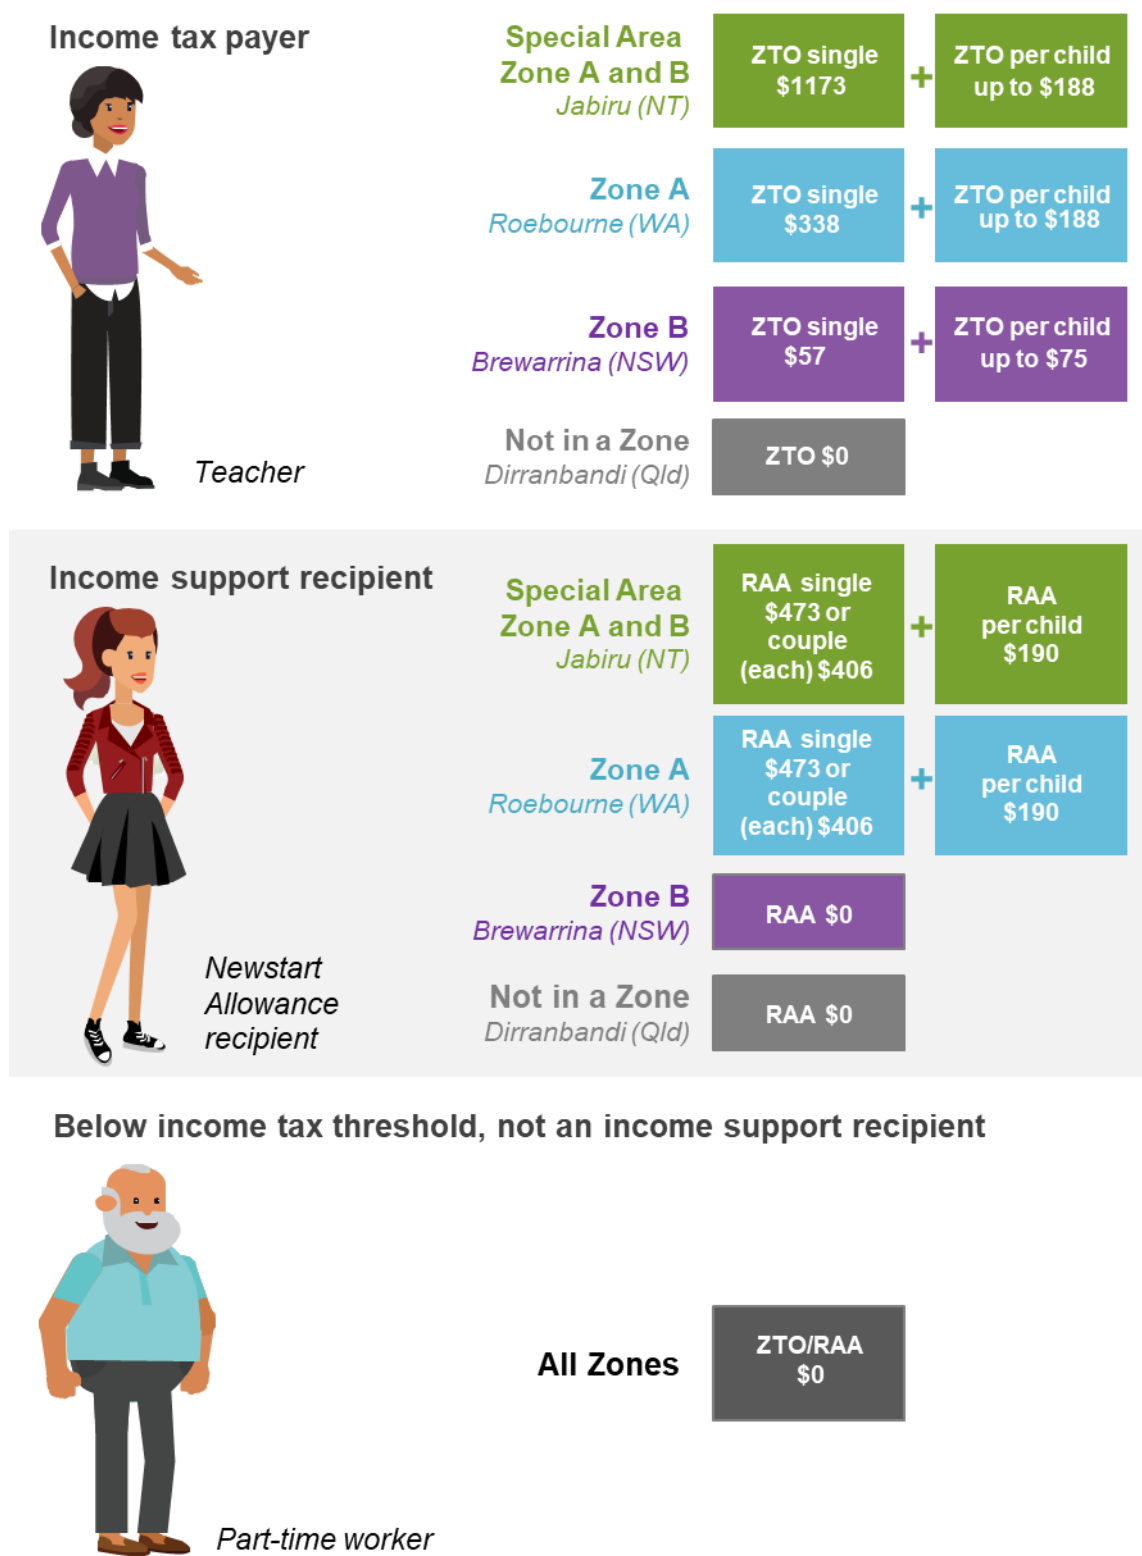 Income tax payer
Special Area
Zone A and B
Jabiru (NT)
ZTO single
$1173
+
ZTO per child
up to $188
Zone A
Roebourne (WA)
ZTO single
$338
+
ZTO per child
up to $188
Zone B
Brewarrina (NSW)
ZTO single
$57
+
ZTO per child
up to $75
Not in a Zone
Dirranbandi (Qld)
ZTO $0
Teacher
Income support recipient
Special Area
Zone A and B
Jabiru (NT)
RAA single
$473 or
couple
(each) $406
+
RAA
per child
$190
Zone A
Roebourne (WA)
RAA single
$473 or
couple
(each) $406
+
RAA
per child
$190
Zone B
Brewarrina (NSW)
RAA $0
Not in a Zone
Dirranbandi (Qld)
RAA $0
Newstart
Allowance
recipient
Below income tax threshold, not an income support recipient
All Zones
ZTO/RAA
$0
Part-time worker